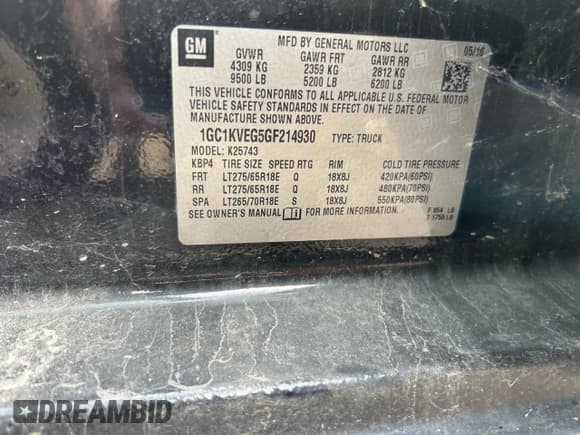 GM
MFD BY GENERAL MOTORS LLC 05/16
GVWR GAWR FRT GAWR RR
4309 KG 2359 KG 2812 KG
9500 LB 5200 LB 6200 LB
THIS VEHICLE CONFORMS TO ALL APPLICABLE U.S. FEDERAL MOTOR
VEHICLE SAFETY STANDARDS IN EFFECT ON THE DATE OF
MANUFACTURE SHOWN ABOVE.
1GC1KVEG5GF214930 TYPE: TRUCK
MODEL: K25743
KBP4 TIRE SIZE SPEED RTG RIM COLD TIRE PRESSURE
FRT LT275/65R18E Q 18X8J 420KPA(60PSI)
RR LT275/65R18E Q 18X8J 480KPA(70PSI)
SPA LT265/70R18E S 18X8J 550KPA(80PSI)
SEE OWNER'S MANUAL FOR MORE INFORMATION. F 854 LB
T 1755 LB
DREAMBID